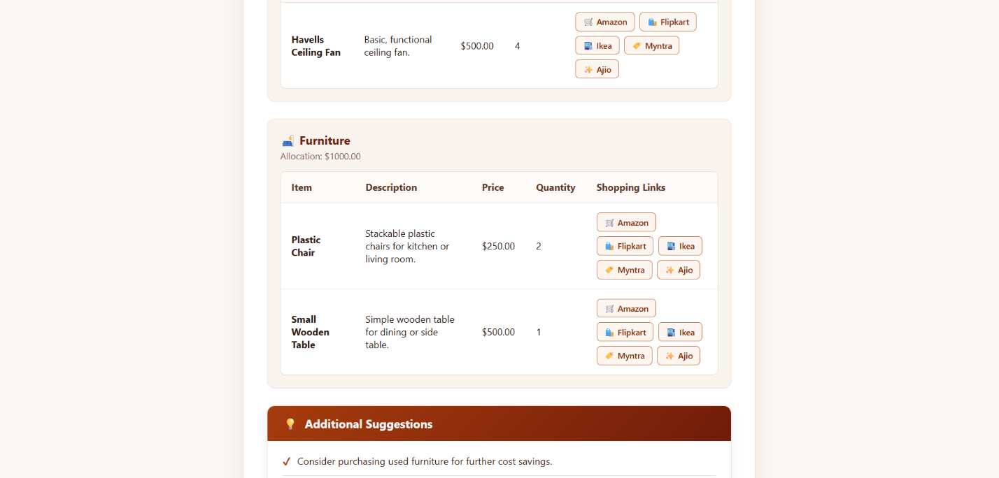 Havells
Ceiling Fan
Basic, functional
ceiling fan.
$500.00
4
Amazon
Flipkart
Ikea
Myntra
Ajio
Furniture
Allocation: $1000.00
Item Description Price Quantity Shopping Links
Plastic
Chair
Stackable plastic
chairs for kitchen or
living room.
$250.00
2
Amazon
Flipkart
Ikea
Myntra
Ajio
Small
Wooden
Table
Simple wooden table
for dining or side
table.
$500.00
1
Amazon
Flipkart
Ikea
Myntra
Ajio
Additional Suggestions
Consider purchasing used furniture for further cost savings.